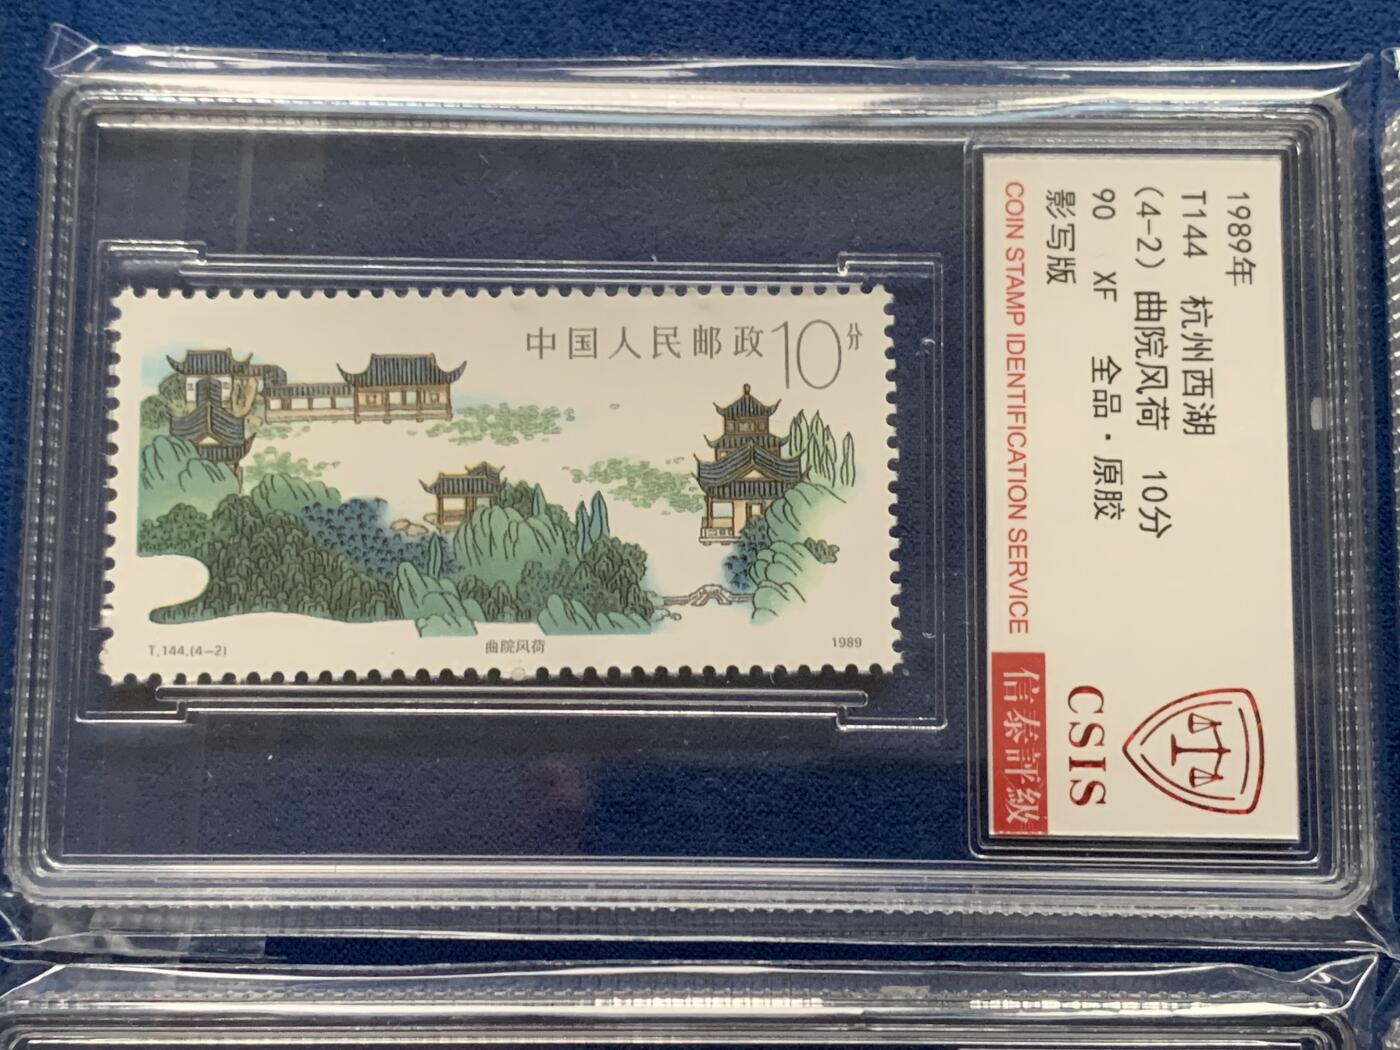 中国人民邮政10分
T.144.(4-2)
曲院风荷
1989
1989年
T144 杭州西湖
(4-2) 曲院风荷 10分
90 XF 全品·原胶
影写版
COIN STAMP IDENTIFICATION SERVICE
CSIS
信泰評級